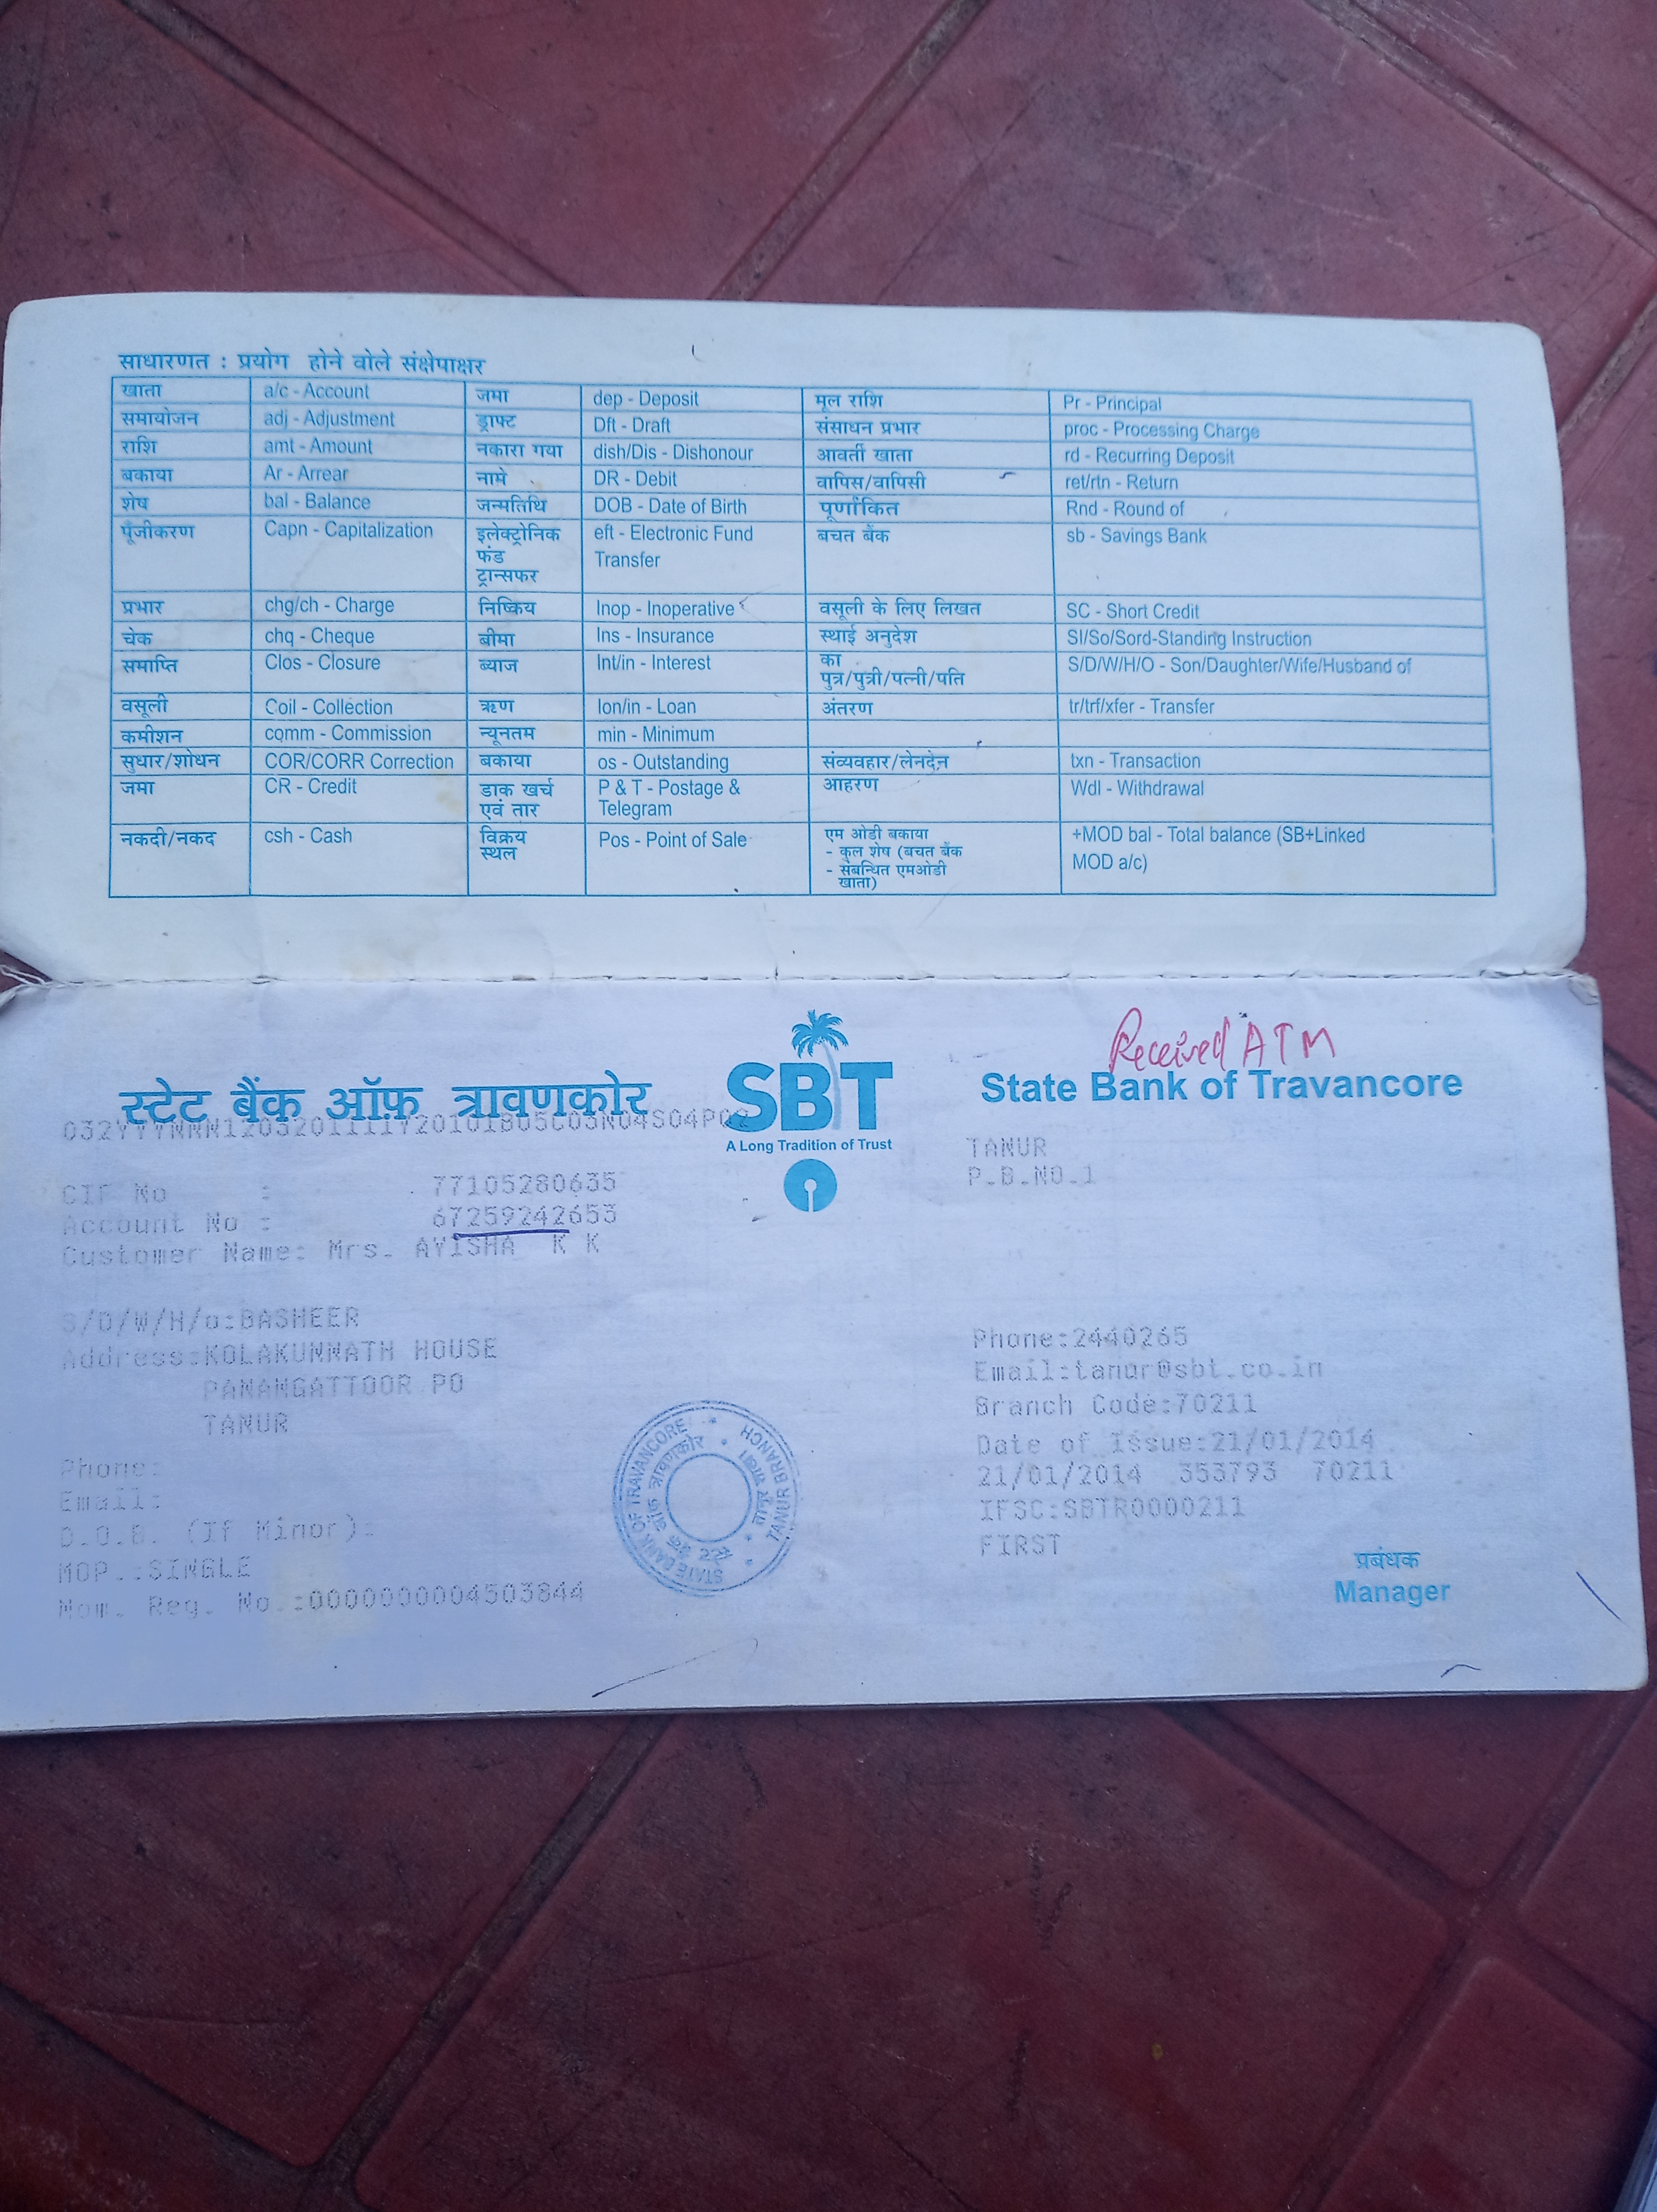 साधारणत : प्रयोग होने वोले संक्षेपाक्षर
खाता a/c - Account जमा dep - Deposit मूल राशि Pr - Principal
समायोजन adj - Adjustment ड्राफ्ट Dft - Draft संसाधन प्रभार proc - Processing Charge
राशि amt - Amount नकारा गया dish/Dis - Dishonour आवर्ती खाता rd - Recurring Deposit
बकाया Ar - Arrear नामे DR - Debit वापिस/वापिसी ret/rtn - Return
शेष bal - Balance जन्मतिथि DOB - Date of Birth पूर्णांकित Rnd - Round of
पूंजीकरण Capn - Capitalization इलेक्ट्रोनिक eft - Electronic Fund बचत बैंक sb - Savings Bank
फंड Transfer
ट्रान्सफर
प्रभार chg/ch - Charge निष्क्रिय Inop - Inoperative वसूली के लिए लिखत SC - Short Credit
चेक chq - Cheque बीमा Ins - Insurance स्थाई अनुदेश SI/So/Sord-Standing Instruction
समाप्ति Clos - Closure ब्याज Int/in - Interest का S/D/W/H/O - Son/Daughter/Wife/Husband of
पुत्र/पुत्री/पत्नी/पति
वसूली Coil - Collection ऋण lon/in - Loan अंतरण tr/trf/xfer - Transfer
कमीशन comm - Commission न्यूनतम min - Minimum
सुधार/शोधन COR/CORR Correction बकाया os - Outstanding संव्यवहार/लेनदेन txn - Transaction
जमा CR - Credit डाक खर्च P & T - Postage & आहरण Wdl - Withdrawal
एवं तार Telegram
नकदी/नकद csh - Cash विक्रय Pos - Point of Sale एम ओडी बकाया +MOD bal - Total balance (SB+Linked
स्थल - कुल शेष (बचत बैंक MOD a/c)
- संबन्धित एमओडी
खाता)
Received ATM
स्टेट बैंक ऑफ़ त्रावणकोर SBT State Bank of Travancore
A Long Tradition of Trust
TANUR
P.B.NO.1
CIF No : 77105280635
Account No : 67259242653
Customer Name: Mrs. AYISHA K K
S/D/W/H/o:BASHEER
Address:KOLAKUNNATH HOUSE
PANANGATTOOR PO
TANUR
Phone:
Email:
D.O.B. (If Minor):
MOP.:SINGLE
Nom. Reg. No.:0000000004503844
Phone:2440265
Email:tanur@sbt.co.in
Branch Code:70211
Date of Issue:21/01/2014
21/01/2014 353793 70211
IFSC:SBTR0000211
FIRST
प्रबंधक
Manager
STATE BANK OF TRAVANCORE
TANUR BRANCH